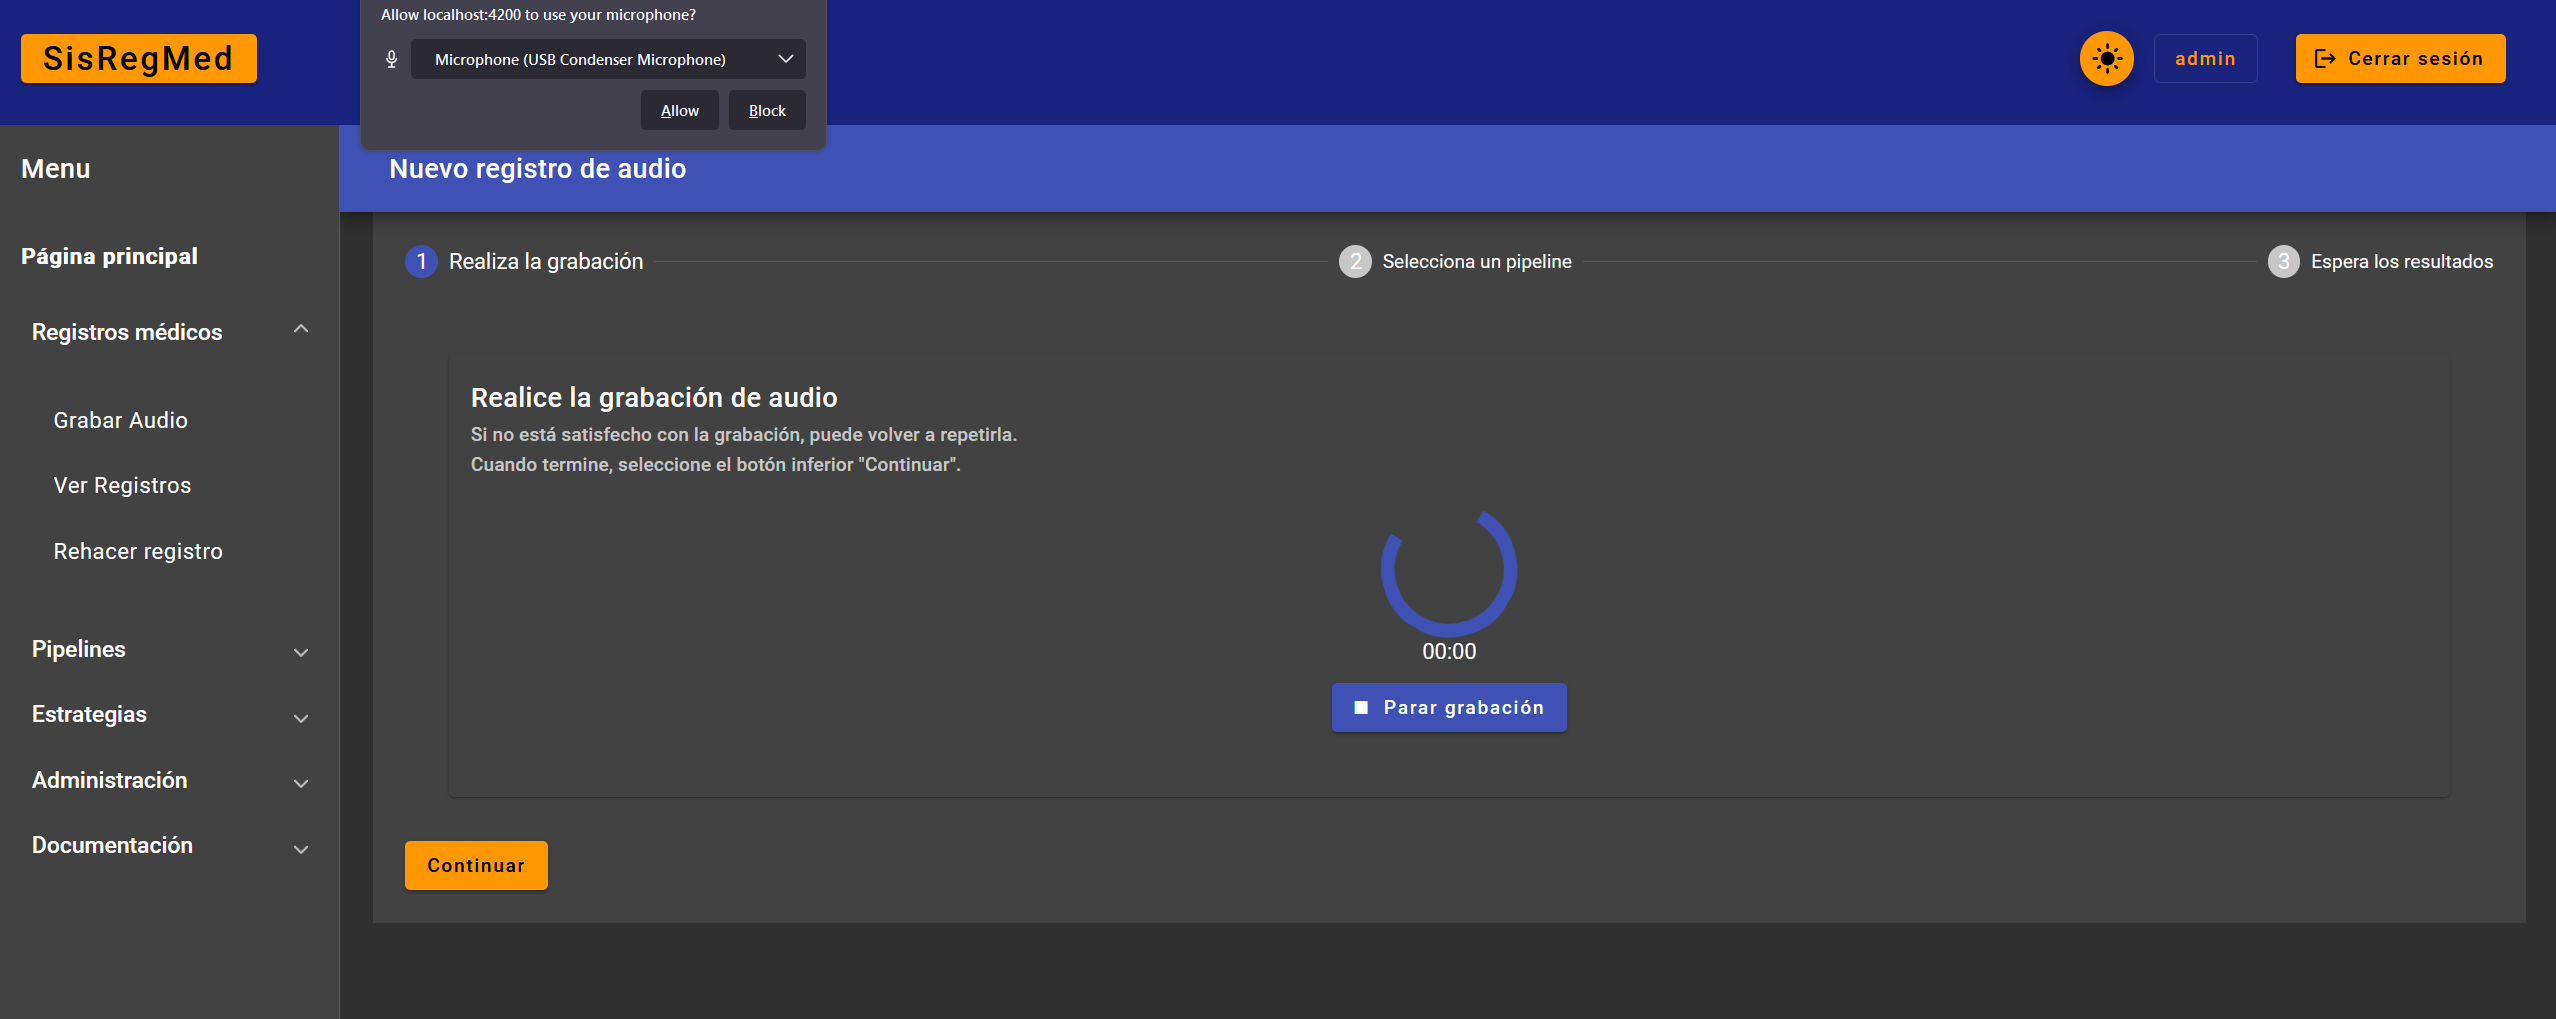 Allow localhost:4200 to use your microphone?
SisRegMed
Microphone (USB Condenser Microphone)
Allow
Block
admin
Cerrar sesión
Menu
Nuevo registro de audio
Página principal
1 Realiza la grabación
2 Selecciona un pipeline
3 Espera los resultados
Registros médicos
Grabar Audio
Ver Registros
Rehacer registro
Pipelines
Estrategias
Administración
Documentación
Realice la grabación de audio
Si no está satisfecho con la grabación, puede volver a repetirla.
Cuando termine, seleccione el botón inferior "Continuar".
00:00
Parar grabación
Continuar